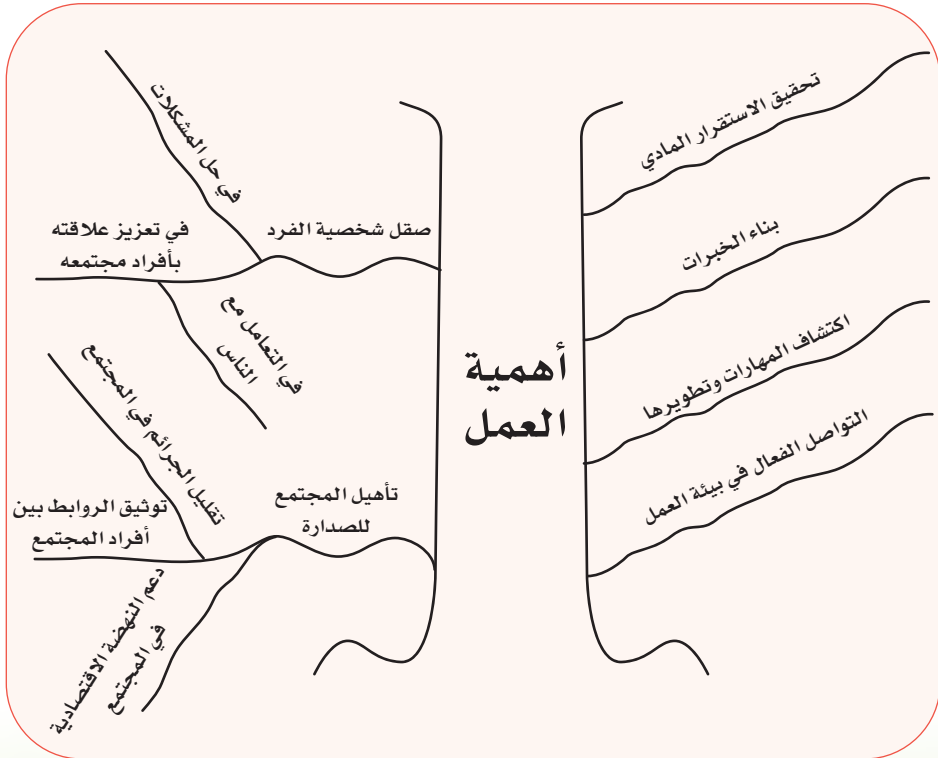 أهمية
العمل
تحقيق الاستقرار المادي
بناء الخبرات
اكتشاف المهارات وتطويرها
التواصل الفعال في بيئة العمل
صقل شخصية الفرد
في حل المشكلات
في تعزيز علاقته
بأفراد مجتمعه
في التعامل مع
الناس
تأهيل المجتمع
للصدارة
تقليل الجرائم في المجتمع
توثيق الروابط بين
أفراد المجتمع
دعم النهضة الاقتصادية
في المجتمع